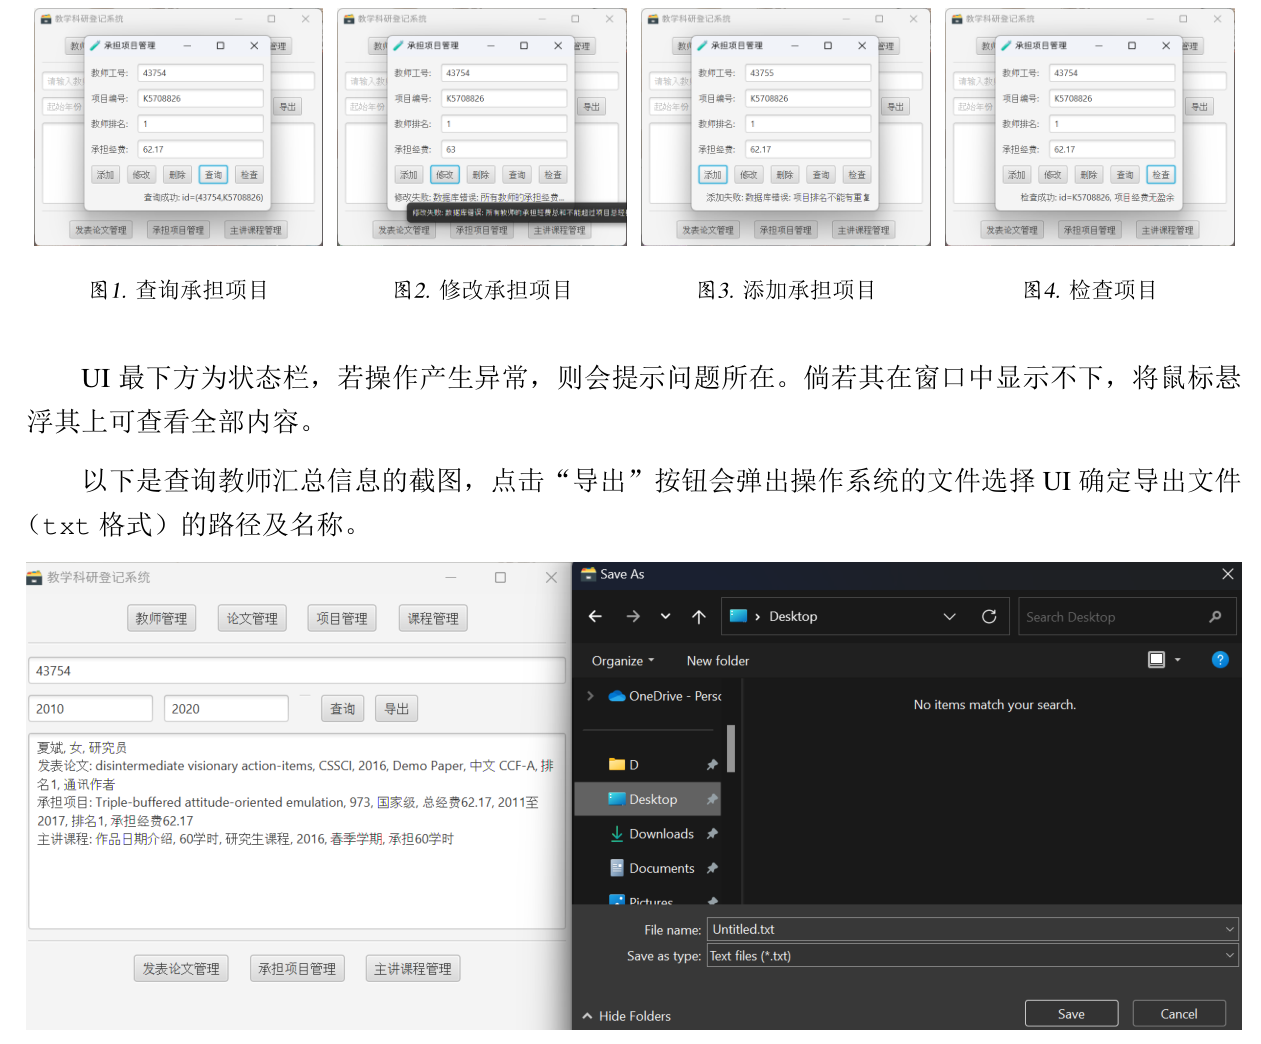 教学科研登记系统
承担项目管理
教师工号: 43754
项目编号: K5708826
教师排名: 1
承担经费: 62.17
添加 修改 删除 查询 检查
查询成功: id=(43754,K5708826)
发表论文管理 承担项目管理 主讲课程管理
导出
教学科研登记系统
承担项目管理
教师工号: 43754
项目编号: K5708826
教师排名: 1
承担经费: 63
添加 修改 删除 查询 检查
修改失败: 数据库错误: 所有教师的承担经费...
修改失败: 数据库错误: 所有教师的承担经费总和不能超过项目总经
发表论文管理 承担项目管理 主讲课程管理
导出
教学科研登记系统
承担项目管理
教师工号: 43755
项目编号: K5708826
教师排名: 1
承担经费: 62.17
添加 修改 删除 查询 检查
添加失败: 数据库错误: 项目排名不能有重复
发表论文管理 承担项目管理 主讲课程管理
导出
教学科研登记系统
承担项目管理
教师工号: 43754
项目编号: K5708826
教师排名: 1
承担经费: 62.17
添加 修改 删除 查询 检查
检查成功: id=K5708826, 项目经费无盈余
发表论文管理 承担项目管理 主讲课程管理
导出
图1. 查询承担项目
图2. 修改承担项目
图3. 添加承担项目
图4. 检查项目
UI 最下方为状态栏，若操作产生异常，则会提示问题所在。倘若其在窗口中显示不下，将鼠标悬
浮其上可查看全部内容。
以下是查询教师汇总信息的截图，点击“导出”按钮会弹出操作系统的文件选择 UI 确定导出文件
（txt 格式）的路径及名称。
教学科研登记系统
教师管理 论文管理 项目管理 课程管理
43754
2010 2020 查询 导出
夏斌, 女, 研究员
发表论文: disintermediate visionary action-items, CSSCI, 2016, Demo Paper, 中文 CCF-A, 排
名1, 通讯作者
承担项目: Triple-buffered attitude-oriented emulation, 973, 国家级, 总经费62.17, 2011至
2017, 排名1, 承担经费62.17
主讲课程: 作品日期介绍, 60学时, 研究生课程, 2016, 春季学期, 承担60学时
发表论文管理 承担项目管理 主讲课程管理
Save As
Desktop
Search Desktop
Organize New folder
OneDrive - Persc
No items match your search.
D
Desktop
Downloads
Documents
Pictures
File name: Untitled.txt
Save as type: Text files (*.txt)
Hide Folders
Save Cancel